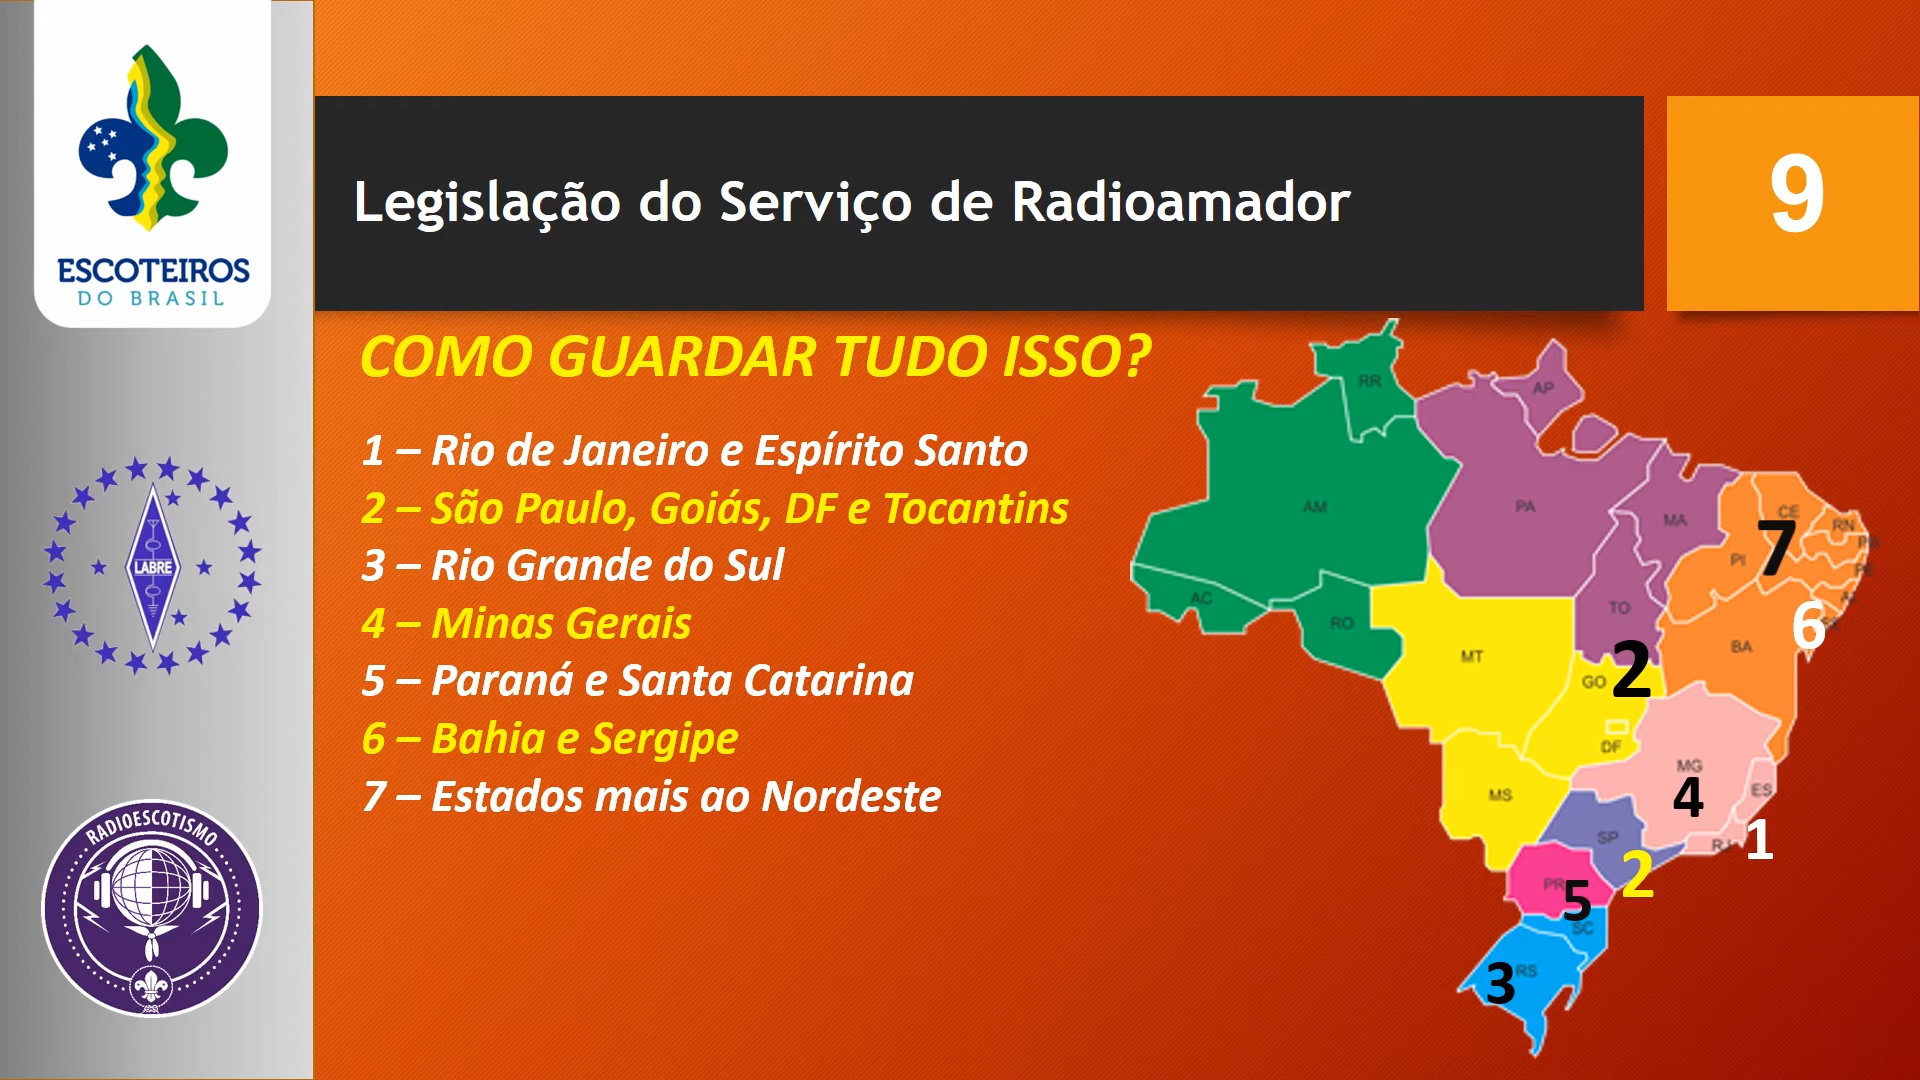 ESCOTEIROS
DO BRASIL
LABRE
RADIOESCOTISMO
Legislação do Serviço de Radioamador
9
COMO GUARDAR TUDO ISSO?
1 – Rio de Janeiro e Espírito Santo
2 – São Paulo, Goiás, DF e Tocantins
3 – Rio Grande do Sul
4 – Minas Gerais
5 – Paraná e Santa Catarina
6 – Bahia e Sergipe
7 – Estados mais ao Nordeste
RR
AP
AM
PA
MA
CE
RN
7
PI
PE
AC
RO
TO
6
MT
BA
GO
2
DF
MG
MS
4
ES
SP
RJ
1
2
PR
5
SC
3
RS